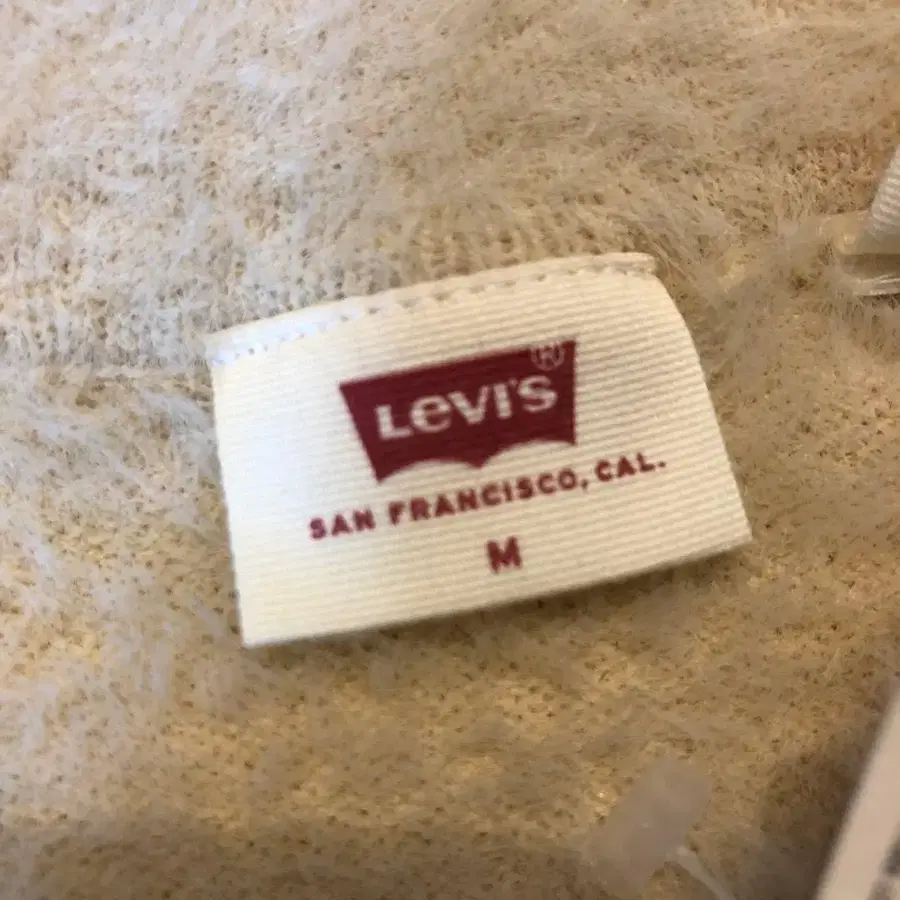 LEVI'S ®
SAN FRANCISCO, CAL.
M